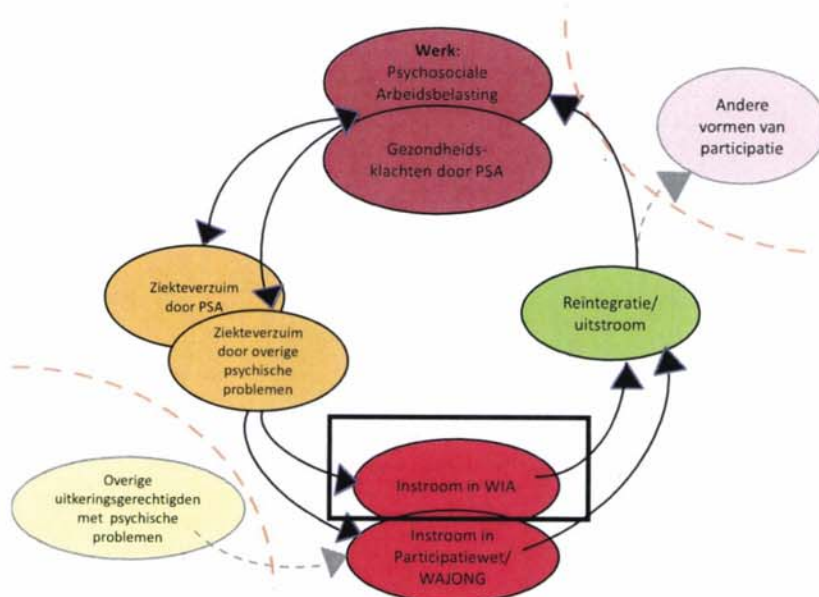 Werk:
Psychosociale
Arbeidsbelasting
Gezondheids-
klachten door PSA
Andere
vormen van
participatie
Ziekteverzuim
door PSA
Ziekteverzuim
door overige
psychische
problemen
Reïntegratie/
uitstroom
Overige
uitkeringsgerechtigden
met psychische
problemen
Instroom in WIA
Instroom in
Participatiewet/
WAJONG